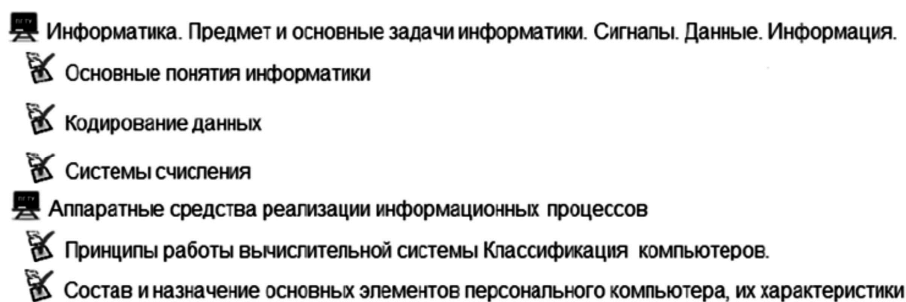 Информатика. Предмет и основные задачи информатики. Сигналы. Данные. Информация.
Основные понятия информатики
Кодирование данных
Системы счисления
Аппаратные средства реализации информационных процессов
Принципы работы вычислительной системы Классификация компьютеров.
Состав и назначение основных элементов персонального компьютера, их характеристики